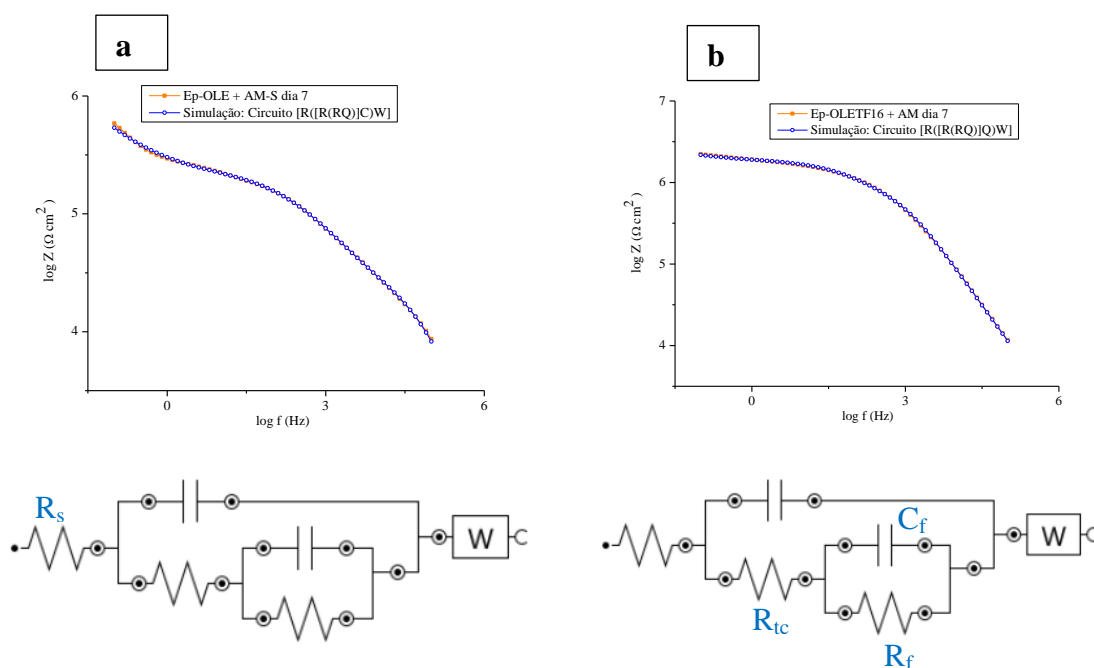 a
Ep-OLE + AM-S dia 7
Simulação: Circuito [R([R(RQ)]C)W]
6
5
4
log Z (Ω cm²)
0
3
6
log f (Hz)
b
Ep-OLETF16 + AM dia 7
Simulação: Circuito [R([R(RQ)]Q)W]
7
6
5
4
log Z (Ω cm²)
0
3
6
log f (Hz)
Rs
W
Cf
Rtc
Rf
W